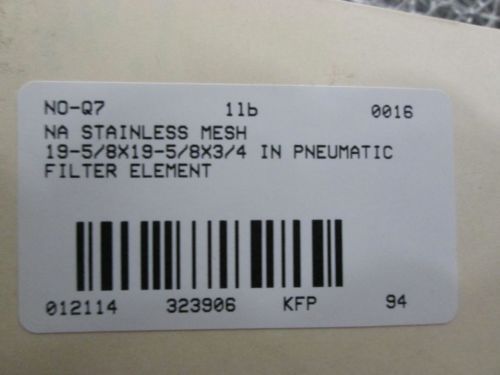 NO-Q7 11b 0016
NA STAINLESS MESH
19-5/8X19-5/8X3/4 IN PNEUMATIC
FILTER ELEMENT
012114 323906 KFP 94